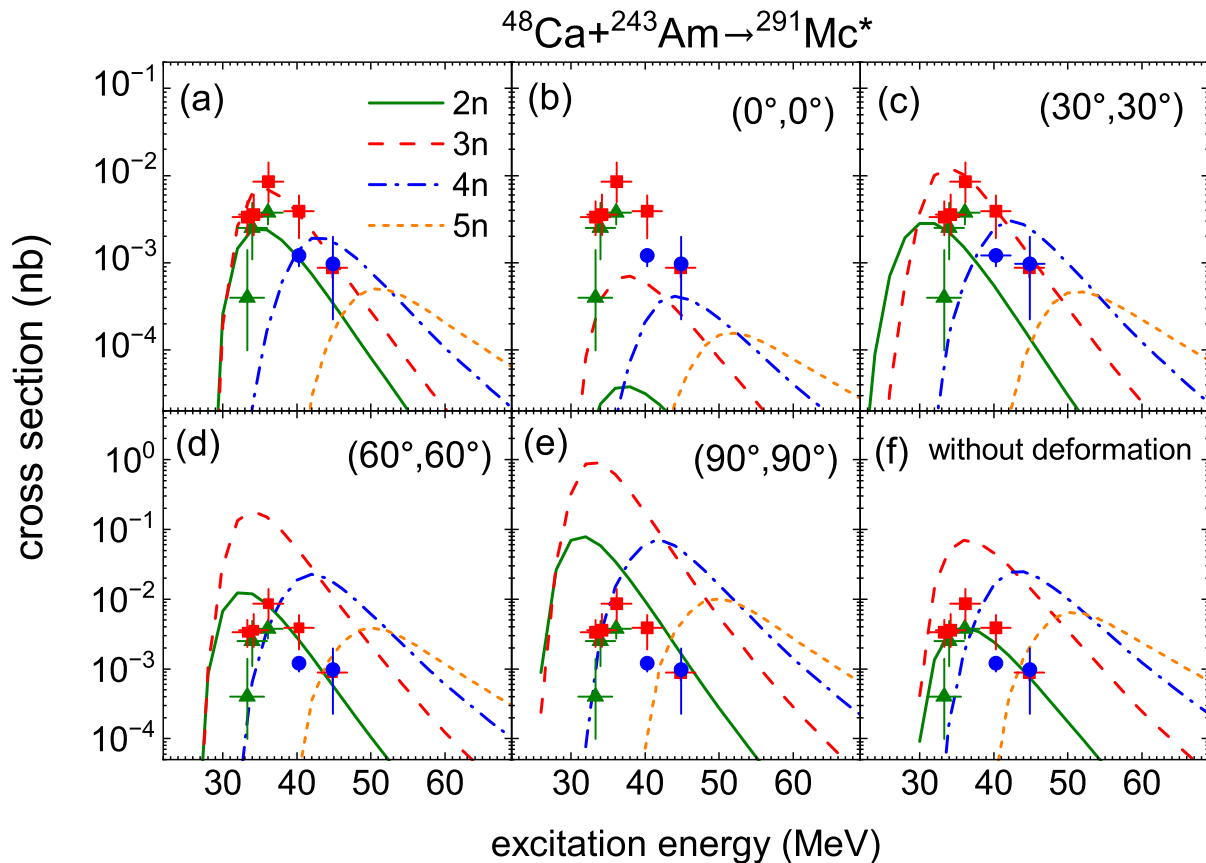 ⁴⁸Ca+²⁴³Am→²⁹¹Mc*
(a)
2n
3n
4n
5n
(b)
(0°,0°)
(c)
(30°,30°)
10⁻¹
10⁻²
10⁻³
10⁻⁴
(d)
(60°,60°)
(e)
(90°,90°)
(f)
without deformation
10⁰
10⁻¹
10⁻²
10⁻³
10⁻⁴
cross section (nb)
30 40 50 60
30 40 50 60
30 40 50 60
excitation energy (MeV)